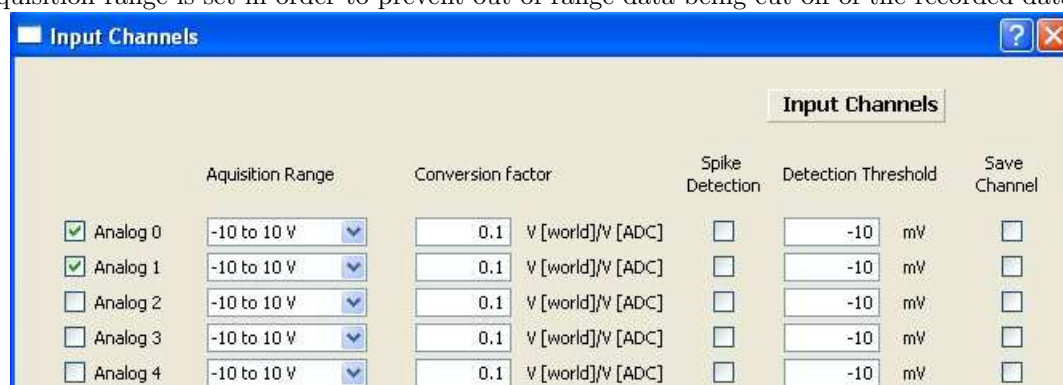 quisition range is set in order to prevent out of range data being cut off of the recorded data
Input Channels
Input Channels
Aquisition Range Conversion factor Spike Detection Detection Threshold Save Channel
Analog 0 -10 to 10 V 0.1 V [world]/V [ADC] -10 mV
Analog 1 -10 to 10 V 0.1 V [world]/V [ADC] -10 mV
Analog 2 -10 to 10 V 0.1 V [world]/V [ADC] -10 mV
Analog 3 -10 to 10 V 0.1 V [world]/V [ADC] -10 mV
Analog 4 -10 to 10 V 0.1 V [world]/V [ADC] -10 mV